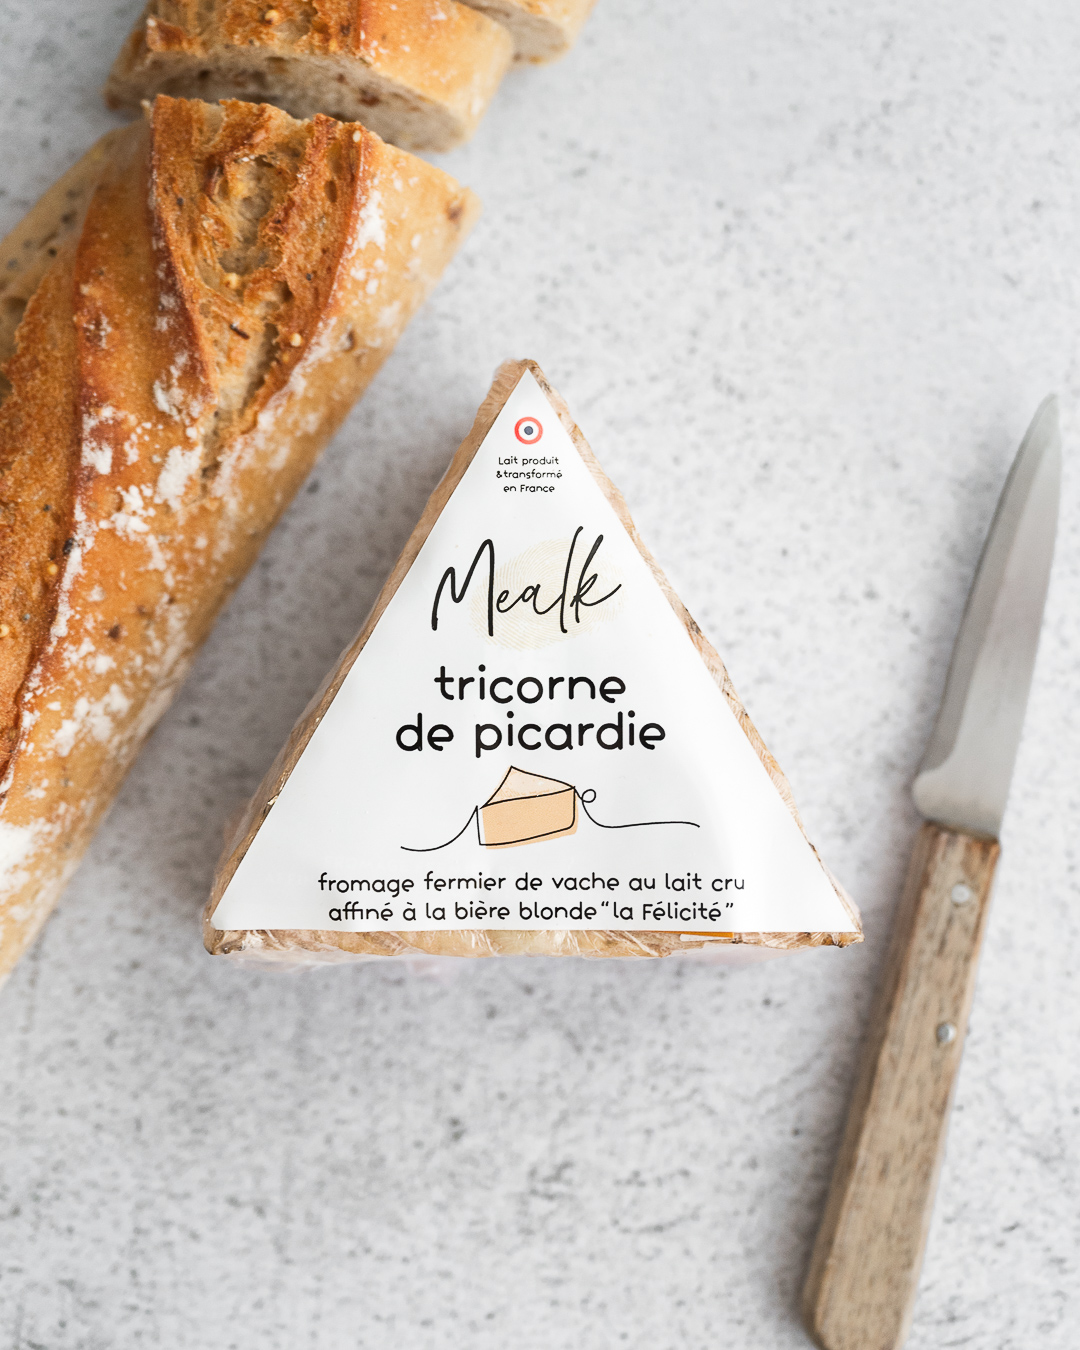 Lait produit
&transformé
en France
Mealk
tricorne
de picardie
fromage fermier de vache au lait cru
affiné à la bière blonde “la Félicité”